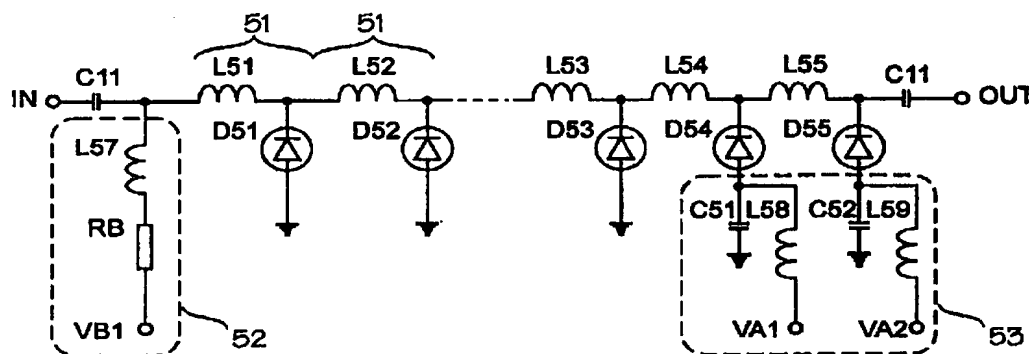 51 51
C11 L51 L52 L53 L54 L55 C11
IN OUT
D51 D52 D53 D54 D55
L57
RB
C51 L58 C52 L59
VB1 52 VA1 VA2 53